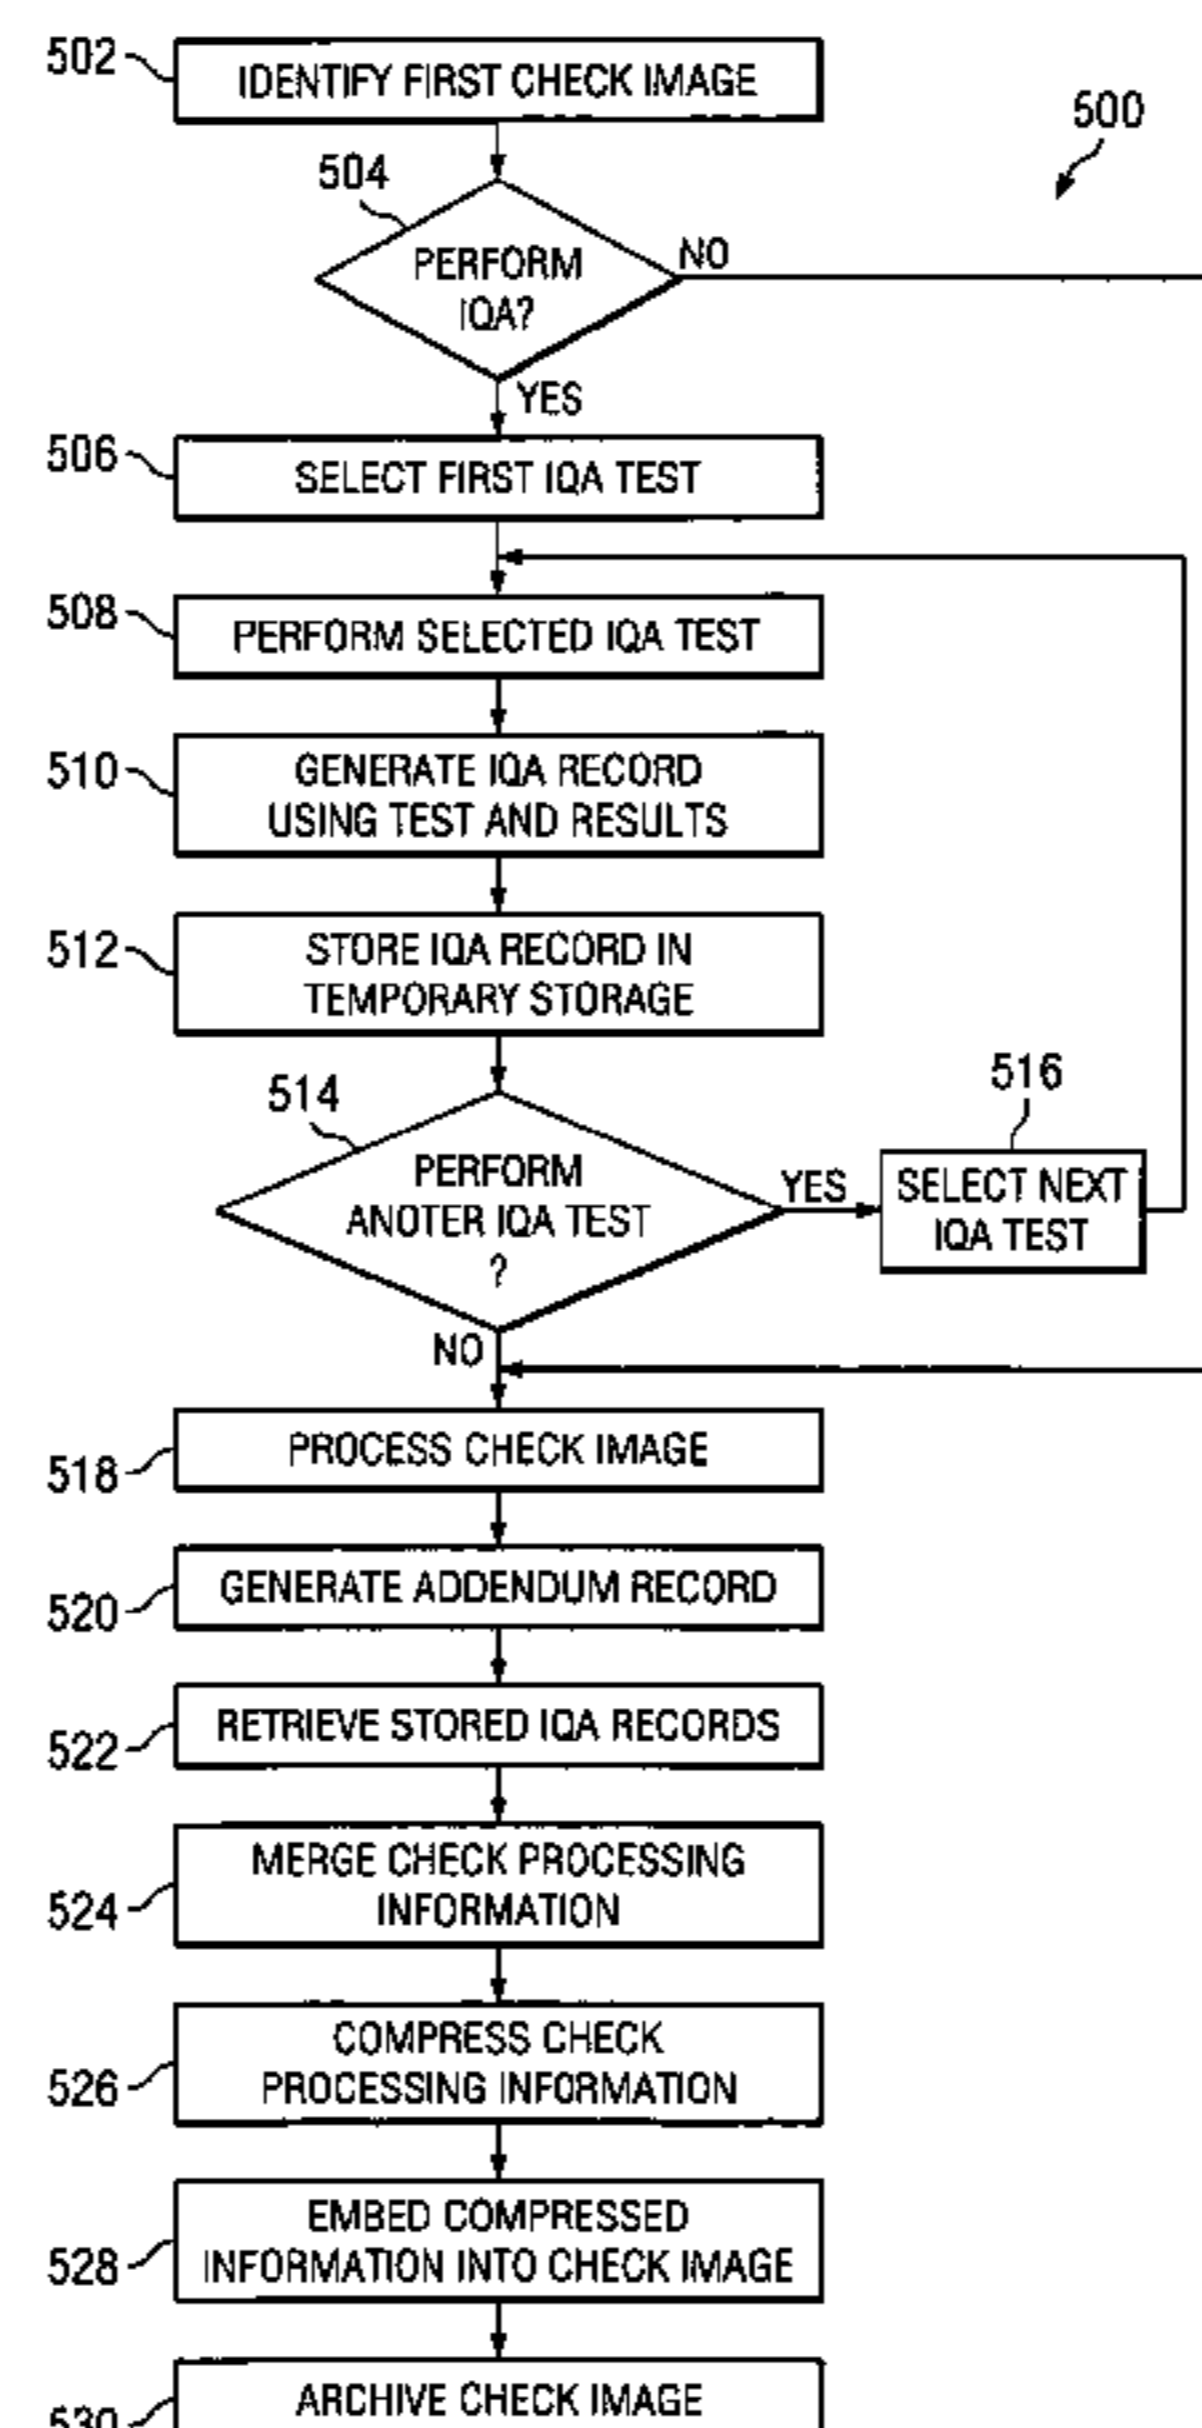 502
IDENTIFY FIRST CHECK IMAGE
500
504
PERFORM
IQA?
NO
YES
506
SELECT FIRST IQA TEST
508
PERFORM SELECTED IQA TEST
510
GENERATE IQA RECORD
USING TEST AND RESULTS
512
STORE IQA RECORD IN
TEMPORARY STORAGE
514
PERFORM
ANOTER IQA TEST
?
YES
516
SELECT NEXT
IQA TEST
NO
518
PROCESS CHECK IMAGE
520
GENERATE ADDENDUM RECORD
522
RETRIEVE STORED IQA RECORDS
524
MERGE CHECK PROCESSING
INFORMATION
526
COMPRESS CHECK
PROCESSING INFORMATION
528
EMBED COMPRESSED
INFORMATION INTO CHECK IMAGE
530
ARCHIVE CHECK IMAGE